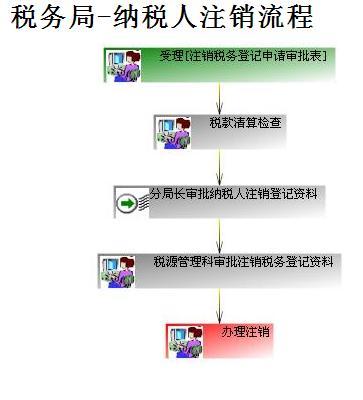 税务局-纳税人注销流程
受理[注销税务登记申请审批表]
税款清算检查
分局长审批纳税人注销登记资料
税源管理科审批注销税务登记资料
办理注销